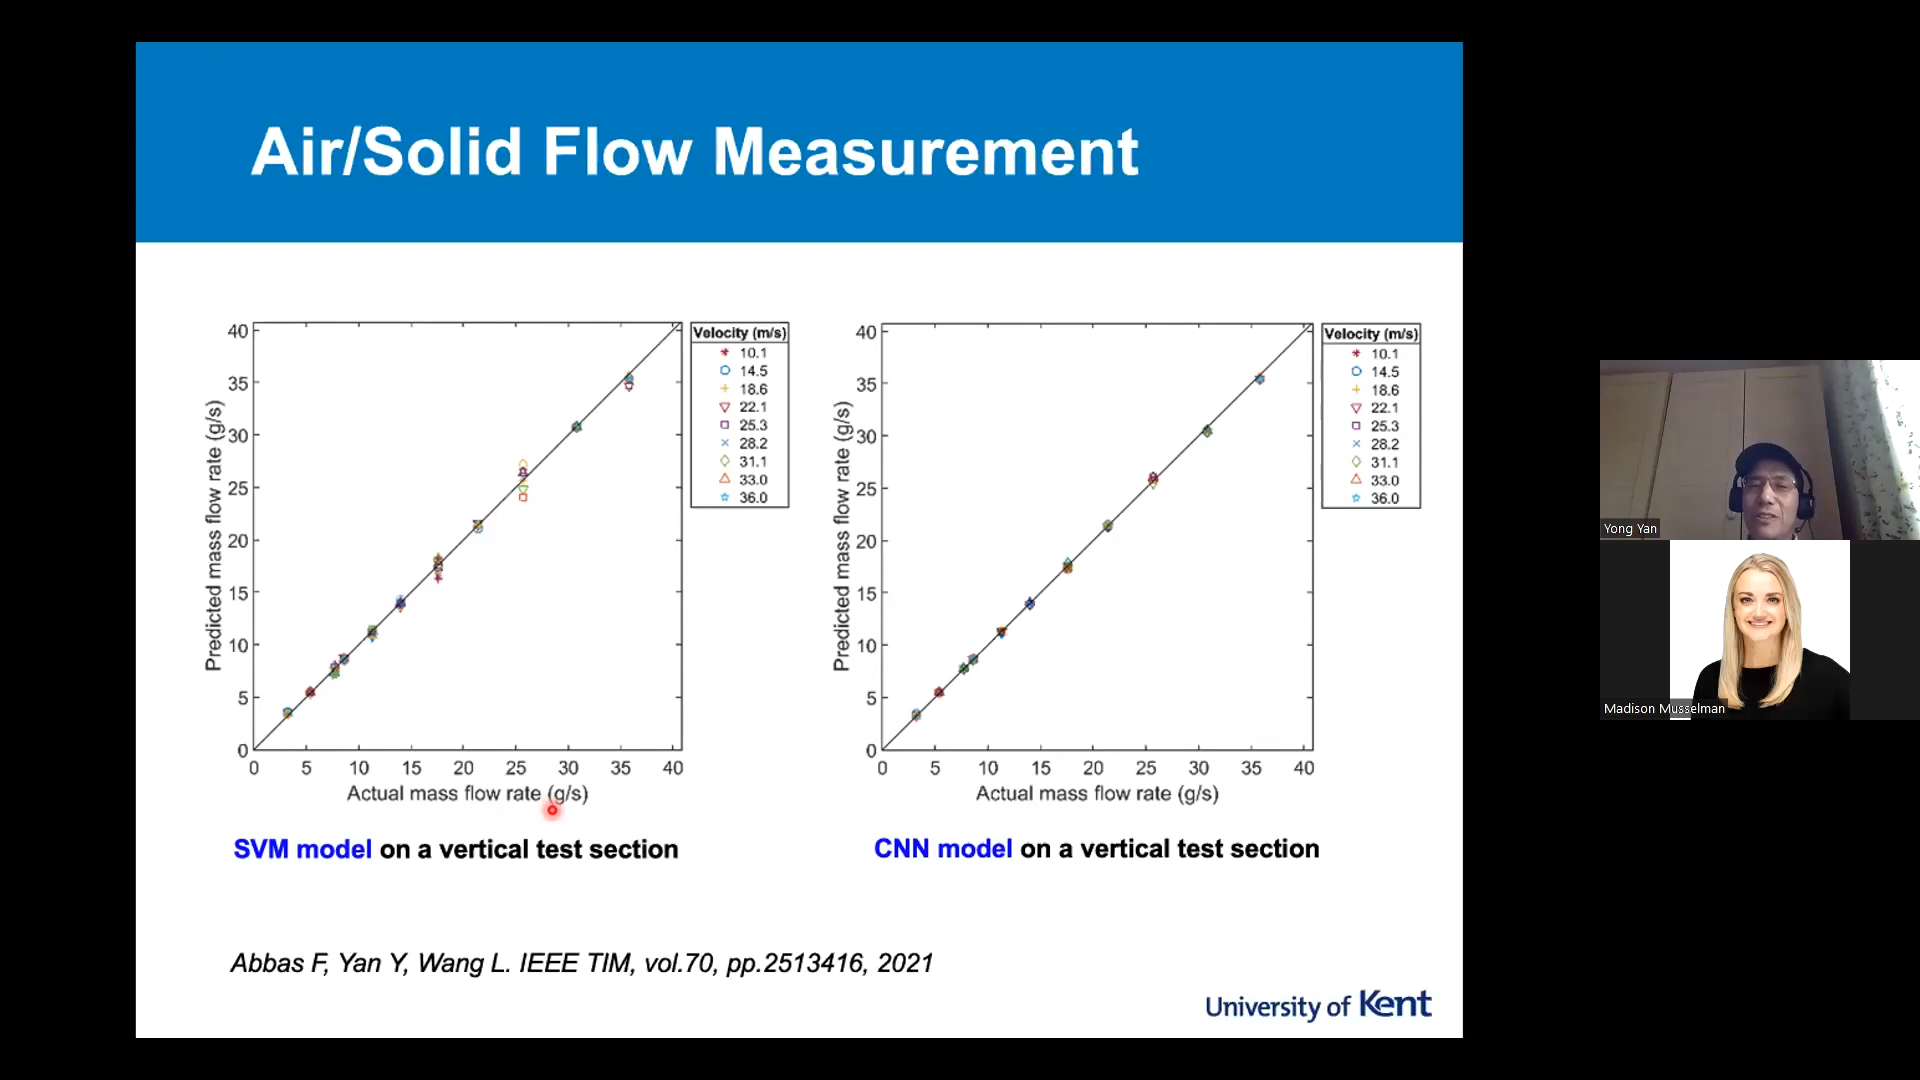 Air/Solid Flow Measurement
40
35
30
25
20
15
10
5
0
Predicted mass flow rate (g/s)
0 5 10 15 20 25 30 35 40
Actual mass flow rate (g/s)
Velocity (m/s)
10.1
14.5
18.6
22.1
25.3
28.2
31.1
33.0
36.0
SVM model on a vertical test section
40
35
30
25
20
15
10
5
0
Predicted mass flow rate (g/s)
0 5 10 15 20 25 30 35 40
Actual mass flow rate (g/s)
Velocity (m/s)
10.1
14.5
18.6
22.1
25.3
28.2
31.1
33.0
36.0
CNN model on a vertical test section
Abbas F, Yan Y, Wang L. IEEE TIM, vol.70, pp.2513416, 2021
University of Kent
Yong Yan
Madison Musselman